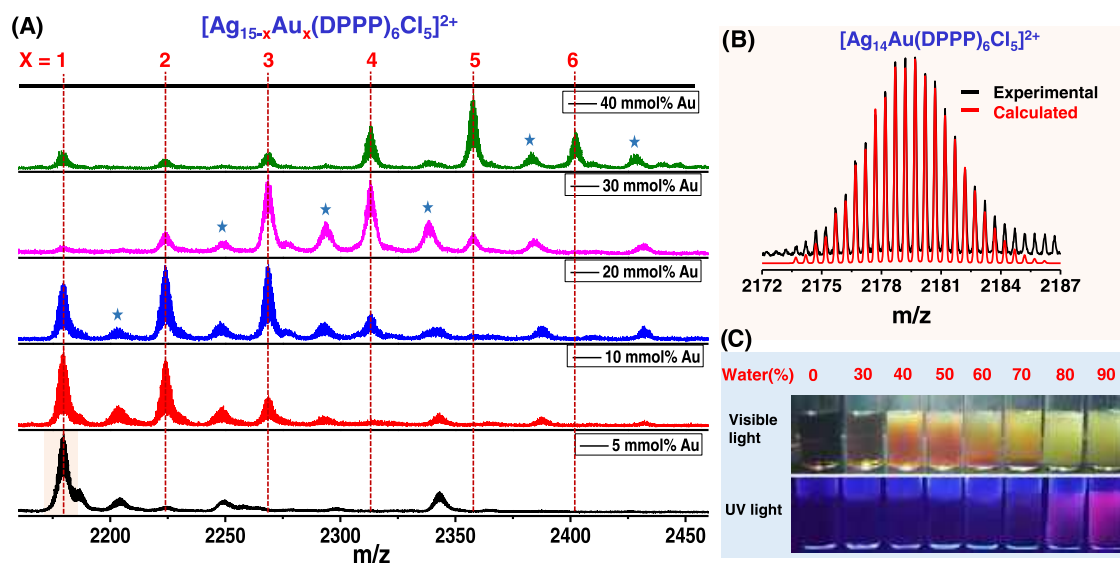 (A)
[Ag15-xAux(DPPP)6Cl5]2+
X = 1 2 3 4 5 6
40 mmol% Au
30 mmol% Au
20 mmol% Au
10 mmol% Au
5 mmol% Au
2200 2250 2300 2350 2400 2450
m/z
(B)
[Ag14Au(DPPP)6Cl5]2+
Experimental
Calculated
2172 2175 2178 2181 2184 2187
m/z
(C)
Water(%) 0 30 40 50 60 70 80 90
Visible
light
UV light